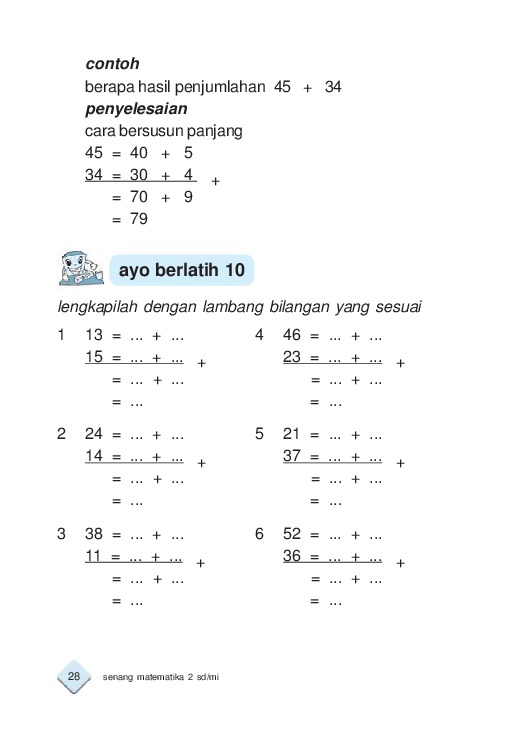 contoh
berapa hasil penjumlahan 45 + 34
penyelesaian
cara bersusun panjang
45 = 40 + 5
34 = 30 + 4 +
= 70 + 9
= 79
ayo berlatih 10
lengkapilah dengan lambang bilangan yang sesuai
1 13 = ... + ...
15 = ... + ... +
= ... + ...
= ...
2 24 = ... + ...
14 = ... + ... +
= ... + ...
= ...
3 38 = ... + ...
11 = ... + ... +
= ... + ...
= ...
4 46 = ... + ...
23 = ... + ... +
= ... + ...
= ...
5 21 = ... + ...
37 = ... + ... +
= ... + ...
= ...
6 52 = ... + ...
36 = ... + ... +
= ... + ...
= ...
28 senang matematika 2 sd/mi